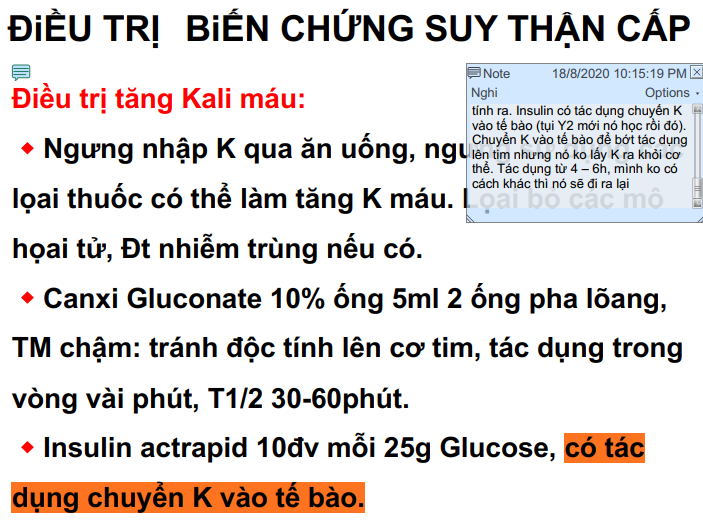 ĐiỀU TRỊ BiẾN CHỨNG SUY THẬN CẤP
Điều trị tăng Kali máu:
Ngưng nhập K qua ăn uống, ngu
lọai thuốc có thể làm tăng K máu. Loại bỏ các mô
họai tử, Đt nhiễm trùng nếu có.
Canxi Gluconate 10% ống 5ml 2 ống pha lõang,
TM chậm: tránh độc tính lên cơ tim, tác dụng trong
vòng vài phút, T1/2 30-60phút.
Insulin actrapid 10đv mỗi 25g Glucose, có tác
dụng chuyển K vào tế bào.
Note 18/8/2020 10:15:19 PM
Nghi Options
tính ra. Insulin có tác dụng chuyển K
vào tế bào (tụi Y2 mới nó học rồi đó).
Chuyển K vào tế bào để bớt tác dụng
lên tim nhưng nó ko lấy K ra khỏi cơ
thể. Tác dụng từ 4 – 6h, mình ko có
cách khác thì nó sẽ đi ra lại